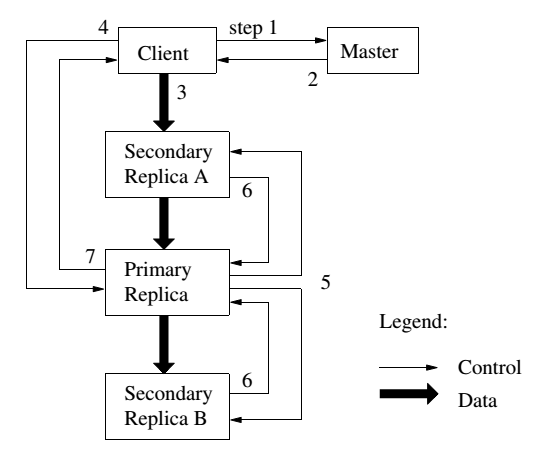 4
step 1
Client
Master
2
3
Secondary
Replica A
6
7
Primary
Replica
5
Legend:
Control
6
Secondary
Replica B
Data